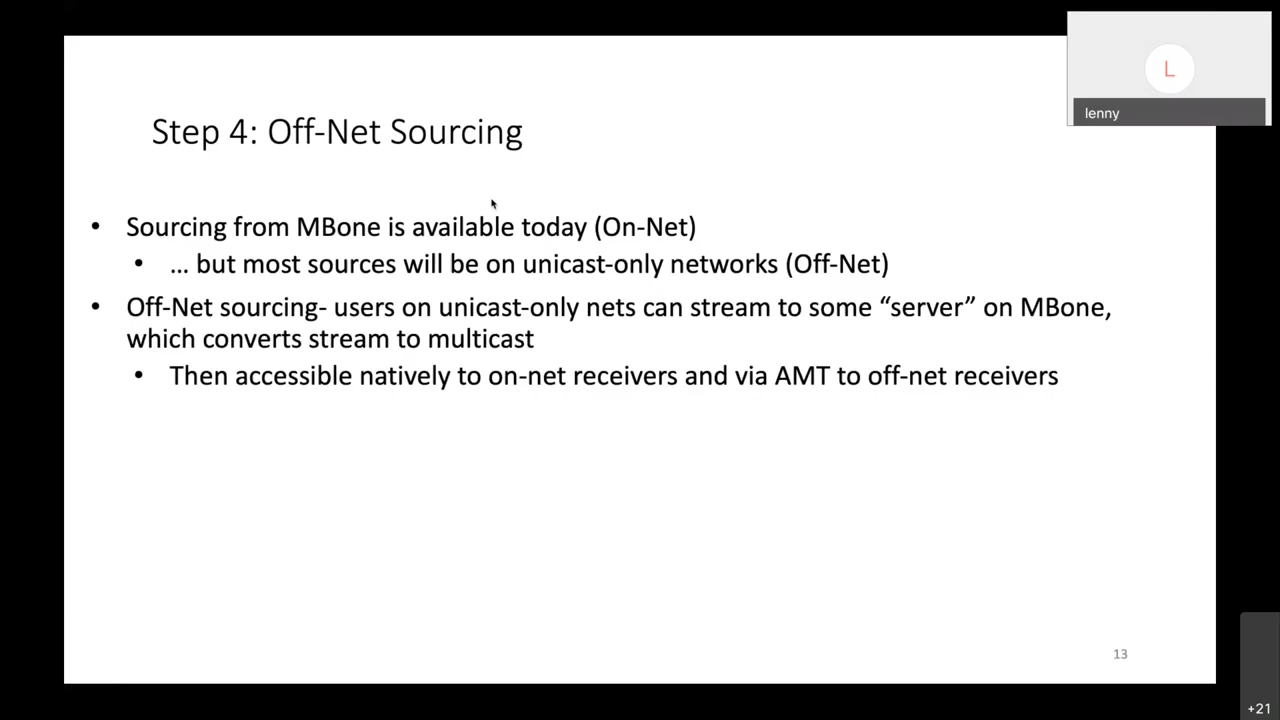 L
lenny
Step 4: Off-Net Sourcing
• Sourcing from MBone is available today (On-Net)
• … but most sources will be on unicast-only networks (Off-Net)
• Off-Net sourcing- users on unicast-only nets can stream to some “server” on MBone,
which converts stream to multicast
• Then accessible natively to on-net receivers and via AMT to off-net receivers
13
+21